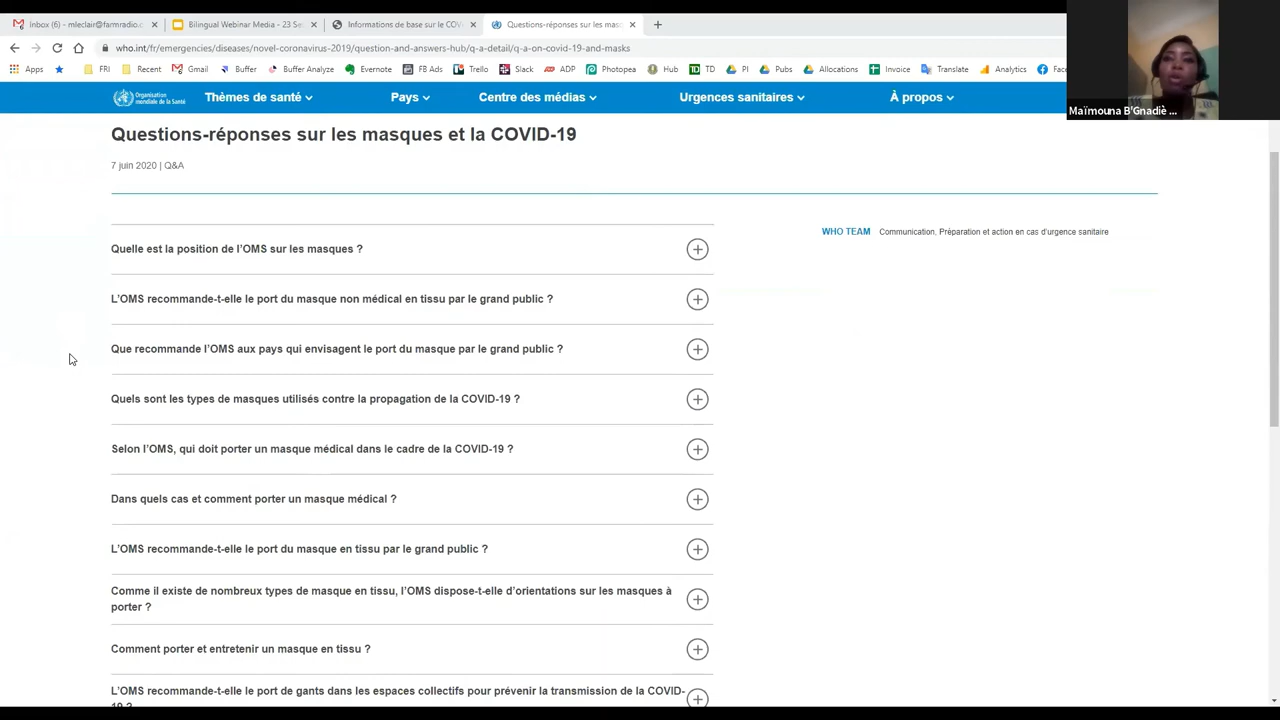 Inbox (6) - mleclair@farmradio.c
Bilingual Webinar Media - 23 Se
Informations de base sur le COV
Questions-réponses sur les masq
who.int/fr/emergencies/diseases/novel-coronavirus-2019/question-and-answers-hub/q-a-detail/q-a-on-covid-19-and-masks
Apps FRI Recent Gmail Buffer Buffer Analyze Evernote FB Ads Trello Slack ADP Photopea Hub TD PI Pubs Allocations Invoice Translate Analytics Fac
Maïmouna B'Gnadiè ...
Organisation
mondiale de la Santé
Thèmes de santé Pays Centre des médias Urgences sanitaires À propos
Questions-réponses sur les masques et la COVID-19
7 juin 2020 | Q&A
Quelle est la position de l'OMS sur les masques ?
WHO TEAM Communication, Préparation et action en cas d'urgence sanitaire
L'OMS recommande-t-elle le port du masque non médical en tissu par le grand public ?
Que recommande l'OMS aux pays qui envisagent le port du masque par le grand public ?
Quels sont les types de masques utilisés contre la propagation de la COVID-19 ?
Selon l'OMS, qui doit porter un masque médical dans le cadre de la COVID-19 ?
Dans quels cas et comment porter un masque médical ?
L'OMS recommande-t-elle le port du masque en tissu par le grand public ?
Comme il existe de nombreux types de masque en tissu, l'OMS dispose-t-elle d'orientations sur les masques à
porter ?
Comment porter et entretenir un masque en tissu ?
L'OMS recommande-t-elle le port de gants dans les espaces collectifs pour prévenir la transmission de la COVID-
19 ?